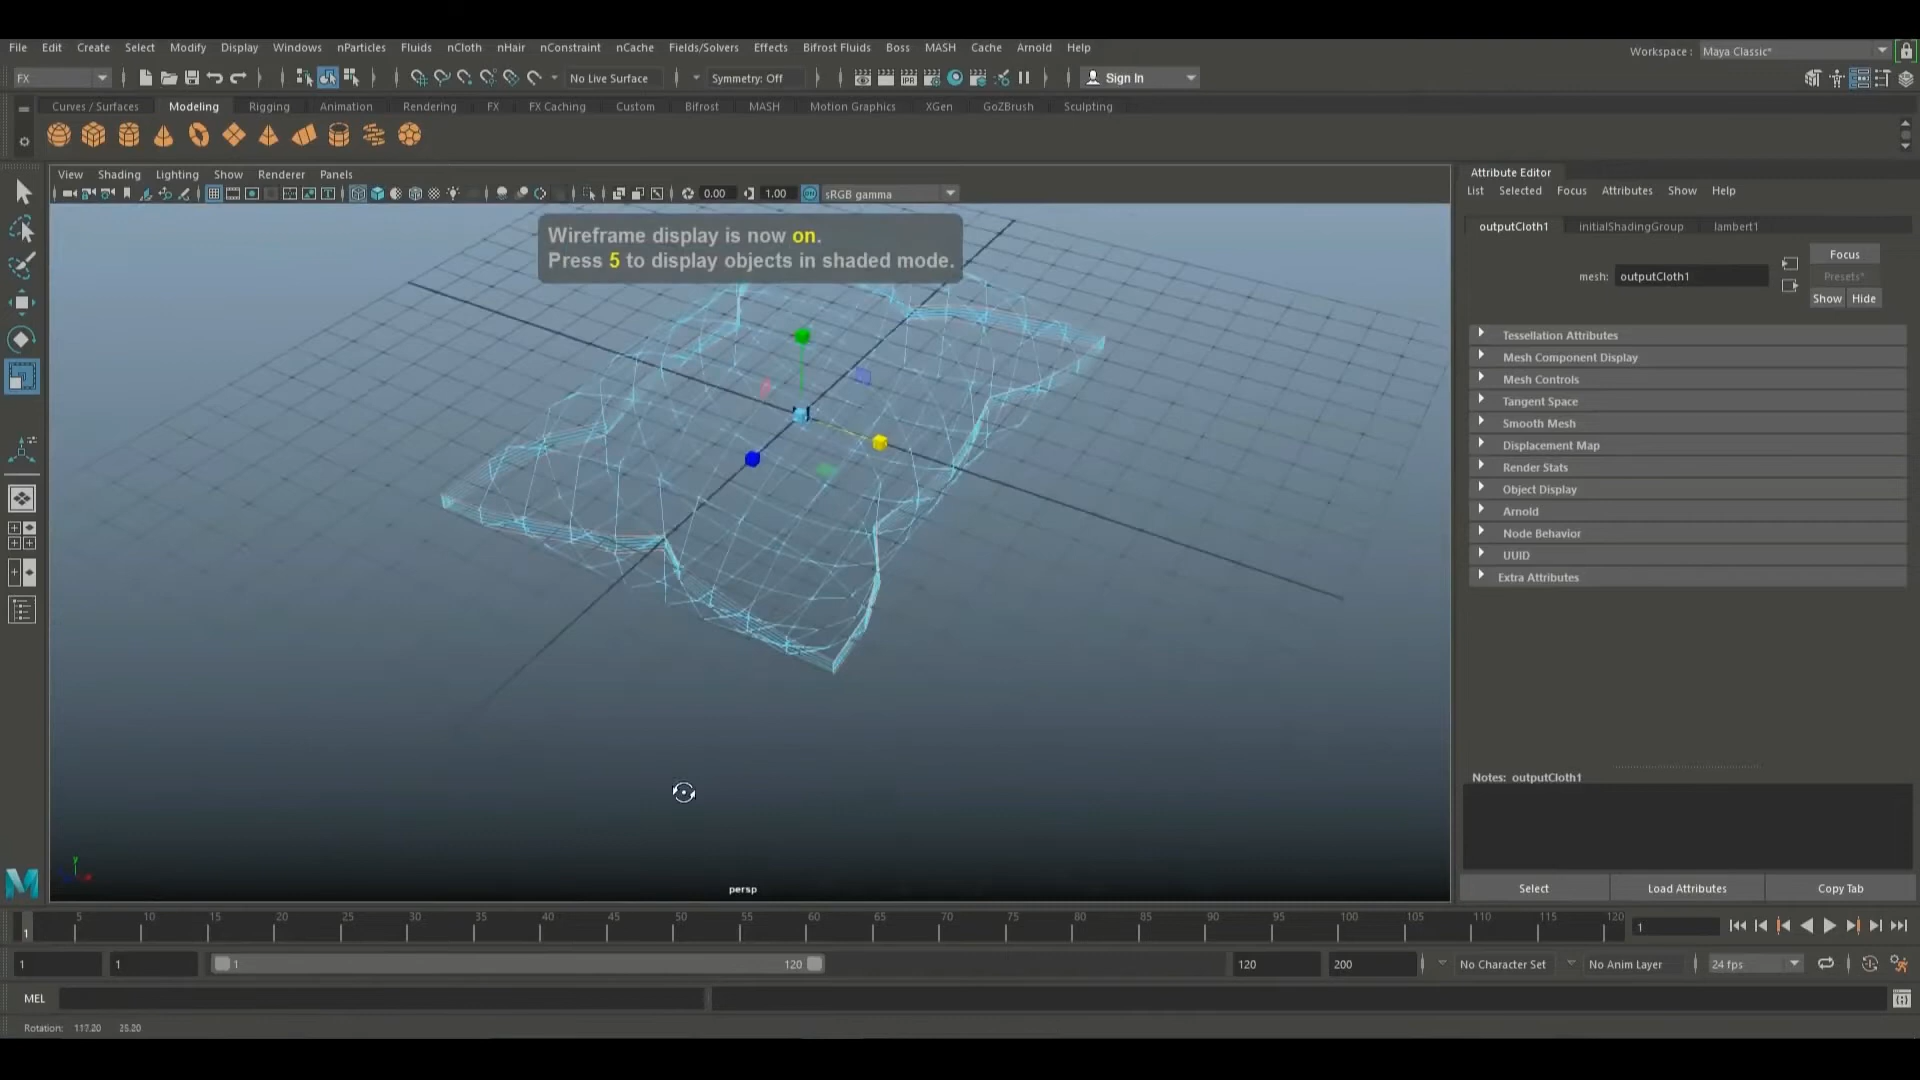 File Edit Create Select Modify Display Windows nParticles Fluids nCloth nHair nConstraint nCache Fields/Solvers Effects Bifrost Fluids Boss MASH Cache Arnold Help
Workspace : Maya Classic*
FX No Live Surface Symmetry: Off Sign In
Curves / Surfaces Modeling Rigging Animation Rendering FX FX Caching Custom Bifrost MASH Motion Graphics XGen GoZBrush Sculpting
View Shading Lighting Show Renderer Panels
0.00 1.00 sRGB gamma
Wireframe display is now on.
Press 5 to display objects in shaded mode.
persp
Attribute Editor
List Selected Focus Attributes Show Help
outputCloth1 initialShadingGroup lambert1
Focus
mesh: outputCloth1
Presets*
Show Hide
Tessellation Attributes
Mesh Component Display
Mesh Controls
Tangent Space
Smooth Mesh
Displacement Map
Render Stats
Object Display
Arnold
Node Behavior
UUID
Extra Attributes
Notes: outputCloth1
Select Load Attributes Copy Tab
5 10 15 20 25 30 35 40 45 50 55 60 65 70 75 80 85 90 95 100 105 110 115 120
1 1
1 1 1 120 120 200 No Character Set No Anim Layer 24 fps
MEL
Rotation: 117.20 25.20